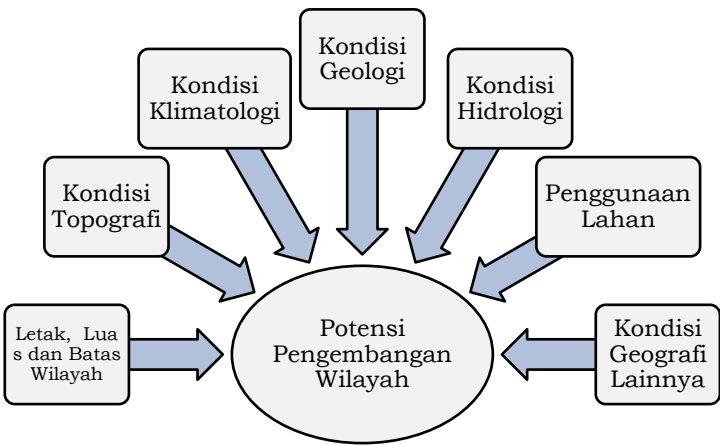 Kondisi
Geologi
Kondisi
Klimatologi
Kondisi
Hidrologi
Kondisi
Topografi
Penggunaan
Lahan
Letak, Lua
s dan Batas
Wilayah
Potensi
Pengembangan
Wilayah
Kondisi
Geografi
Lainnya